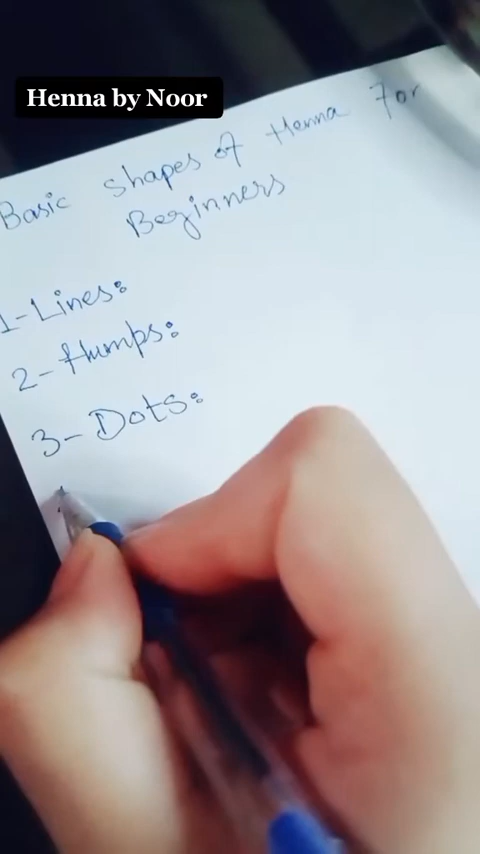 Henna by Noor
Basic Shapes of Henna For
Beginners
1-Lines:
2-Humps:
3-Dots: